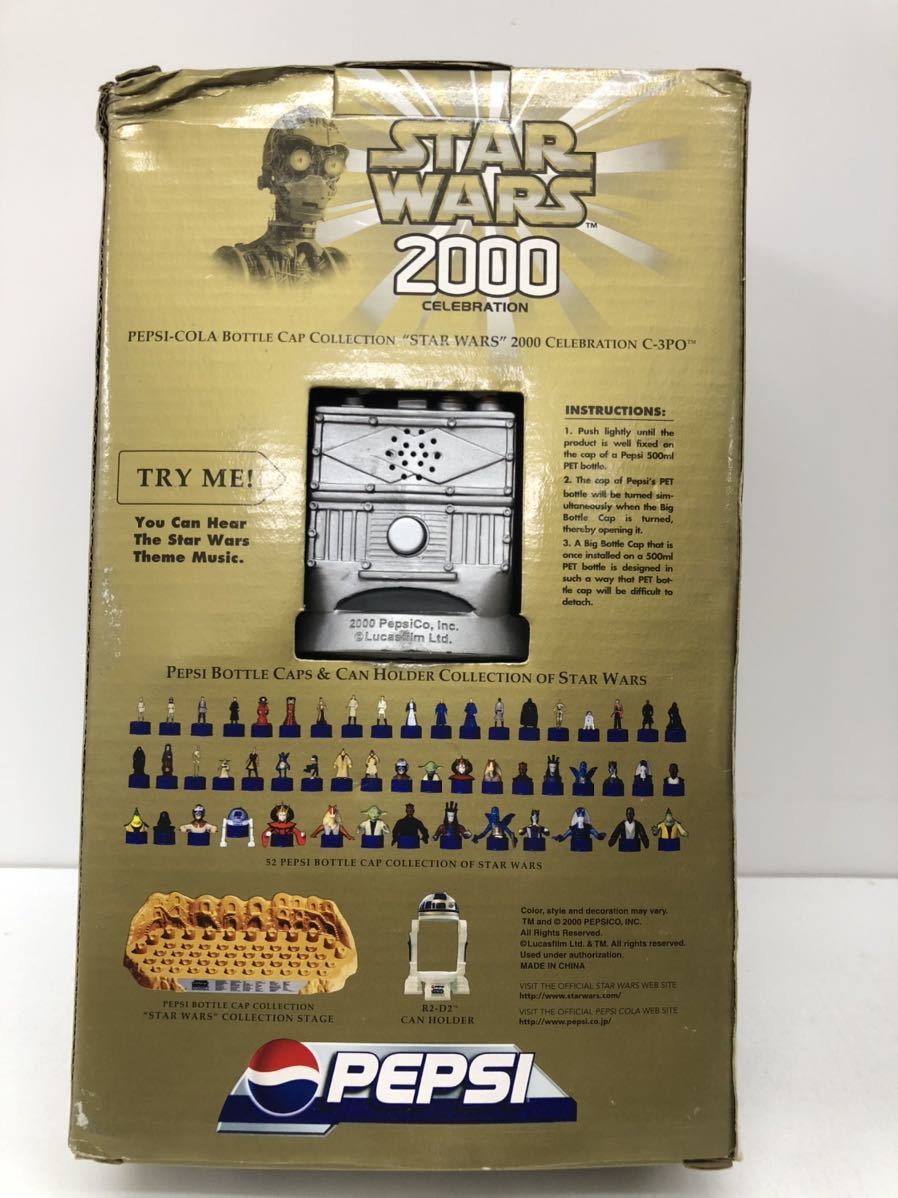 STAR
WARS™
2000
CELEBRATION
PEPSI-COLA BOTTLE CAP COLLECTION "STAR WARS" 2000 CELEBRATION C-3PO™
TRY ME!
You Can Hear
The Star Wars
Theme Music.
2000 PepsiCo, Inc.
©Lucasfilm Ltd.
INSTRUCTIONS:
1. Push lightly until the
product is well fixed on
the cap of a Pepsi 500ml
PET bottle.
2. The cap of Pepsi's PET
bottle will be turned sim-
ultaneously when the Big
Bottle Cap is turned,
thereby opening it.
3. A Big Bottle Cap that is
once installed on a 500ml
PET bottle is designed in
such a way that PET bot-
tle cap will be difficult to
detach.
PEPSI BOTTLE CAPS & CAN HOLDER COLLECTION OF STAR WARS
52 PEPSI BOTTLE CAP COLLECTION OF STAR WARS
PEPSI BOTTLE CAP COLLECTION
"STAR WARS" COLLECTION STAGE
R2-D2™
CAN HOLDER
Color, style and decoration may vary.
TM and © 2000 PEPSICO, INC.
All Rights Reserved.
©Lucasfilm Ltd. & TM. All rights reserved.
Used under authorization.
MADE IN CHINA
VISIT THE OFFICIAL STAR WARS WEB SITE
http://www.starwars.com/
VISIT THE OFFICIAL PEPSI COLA WEB SITE
http://www.pepsi.co.jp/
PEPSI